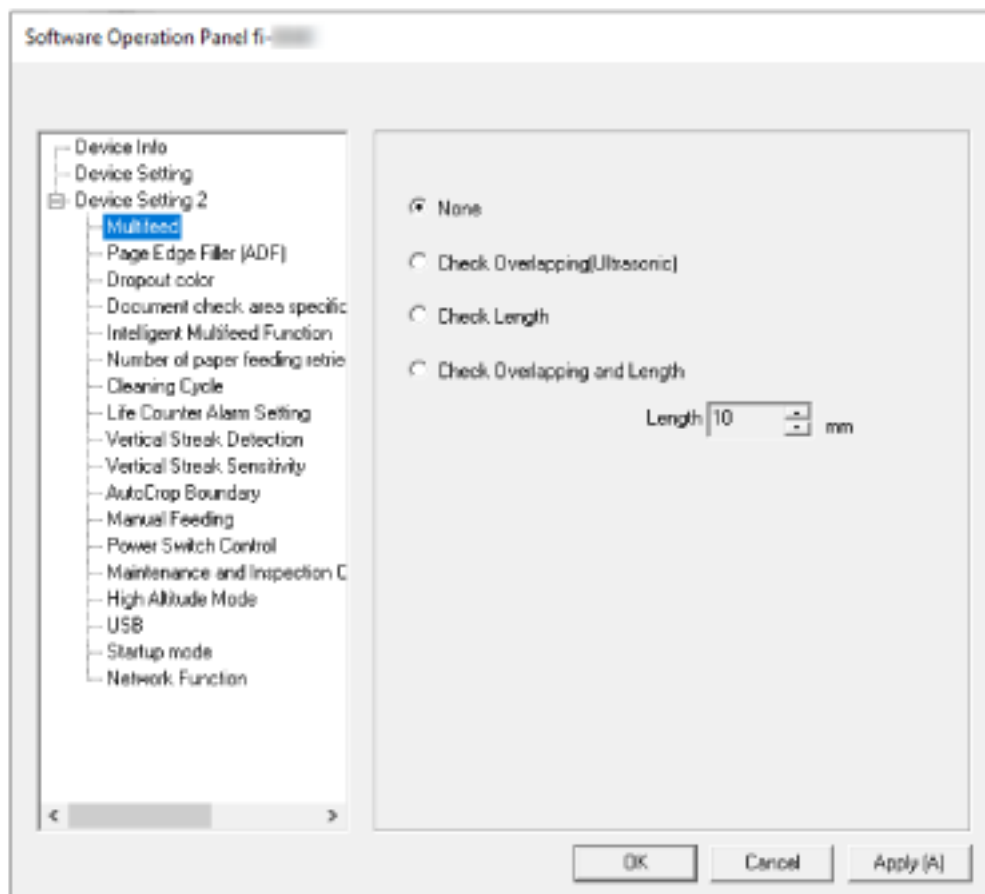 Software Operation Panel fi-
Device Info
Device Setting
Device Setting 2
Multifeed
Page Edge Filler (ADF)
Dropout color
Document check area specific
Intelligent Multifeed Function
Number of paper feeding retrie
Cleaning Cycle
Life Counter Alarm Setting
Vertical Streak Detection
Vertical Streak Sensitivity
AutoCrop Boundary
Manual Feeding
Power Switch Control
Maintenance and Inspection C
High Altitude Mode
USB
Startup mode
Network Function
None
Check Overlapping(Ultrasonic)
Check Length
Check Overlapping and Length
Length 10 mm
OK Cancel Apply (A)